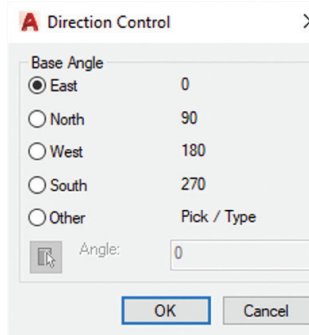 Direction Control
Base Angle
East 0
North 90
West 180
South 270
Other Pick / Type
Angle: 0
OK Cancel